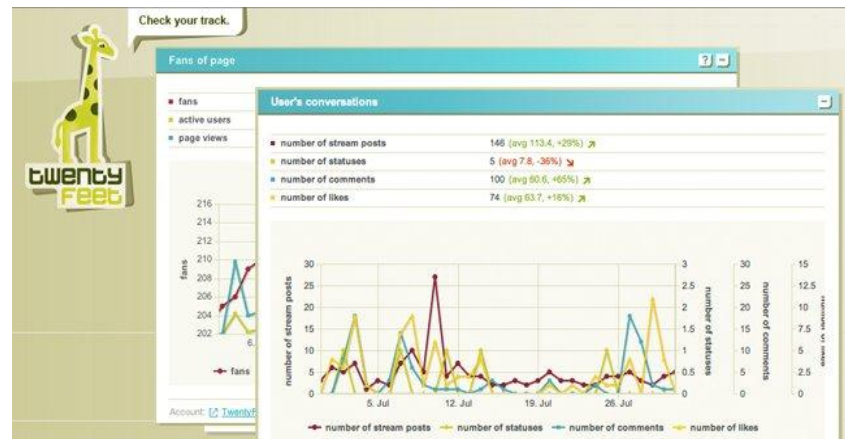 Check your track.
twenty
Feet
Fans of page
?
fans
active users
page views
216
214
212
210
208
206
204
202
fans
6.
fans
Account:
User's conversations
number of stream posts 146 (avg 113.4, +29%)
number of statuses 5 (avg 7.8, -36%)
number of comments 100 (avg 60.6, +65%)
number of likes 74 (avg 63.7, +16%)
30
25
20
15
10
5
0
number of stream posts
3
2.5
2
1.5
1
0.5
0
number of statuses
30
25
20
15
10
5
0
number of comments
15
12.5
10
7.5
5
2.5
0
5. Jul 12. Jul 19. Jul 26. Jul
number of stream posts number of statuses number of comments number of likes